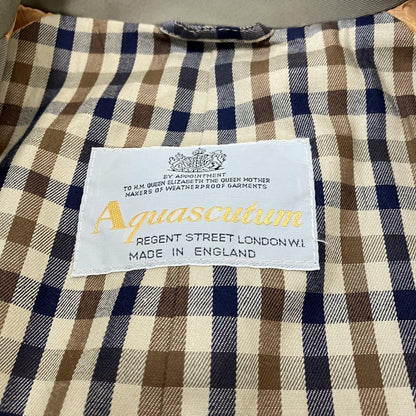 BY APPOINTMENT
TO H.M. QUEEN ELIZABETH THE QUEEN MOTHER
MAKERS OF WEATHERPROOF GARMENTS
Aquascutum
REGENT STREET LONDON W.I.
MADE IN ENGLAND